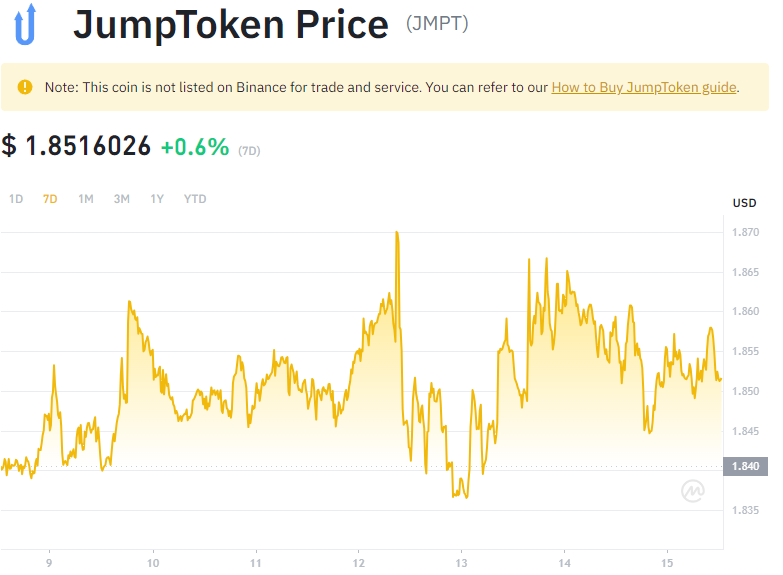 JumpToken Price (JMPT)
Note: This coin is not listed on Binance for trade and service. You can refer to our How to Buy JumpToken guide.
$ 1.8516026 +0.6% (7D)
1D 7D 1M 3M 1Y YTD
USD
1.870
1.865
1.860
1.855
1.850
1.845
1.840
1.835
9 10 11 12 13 14 15